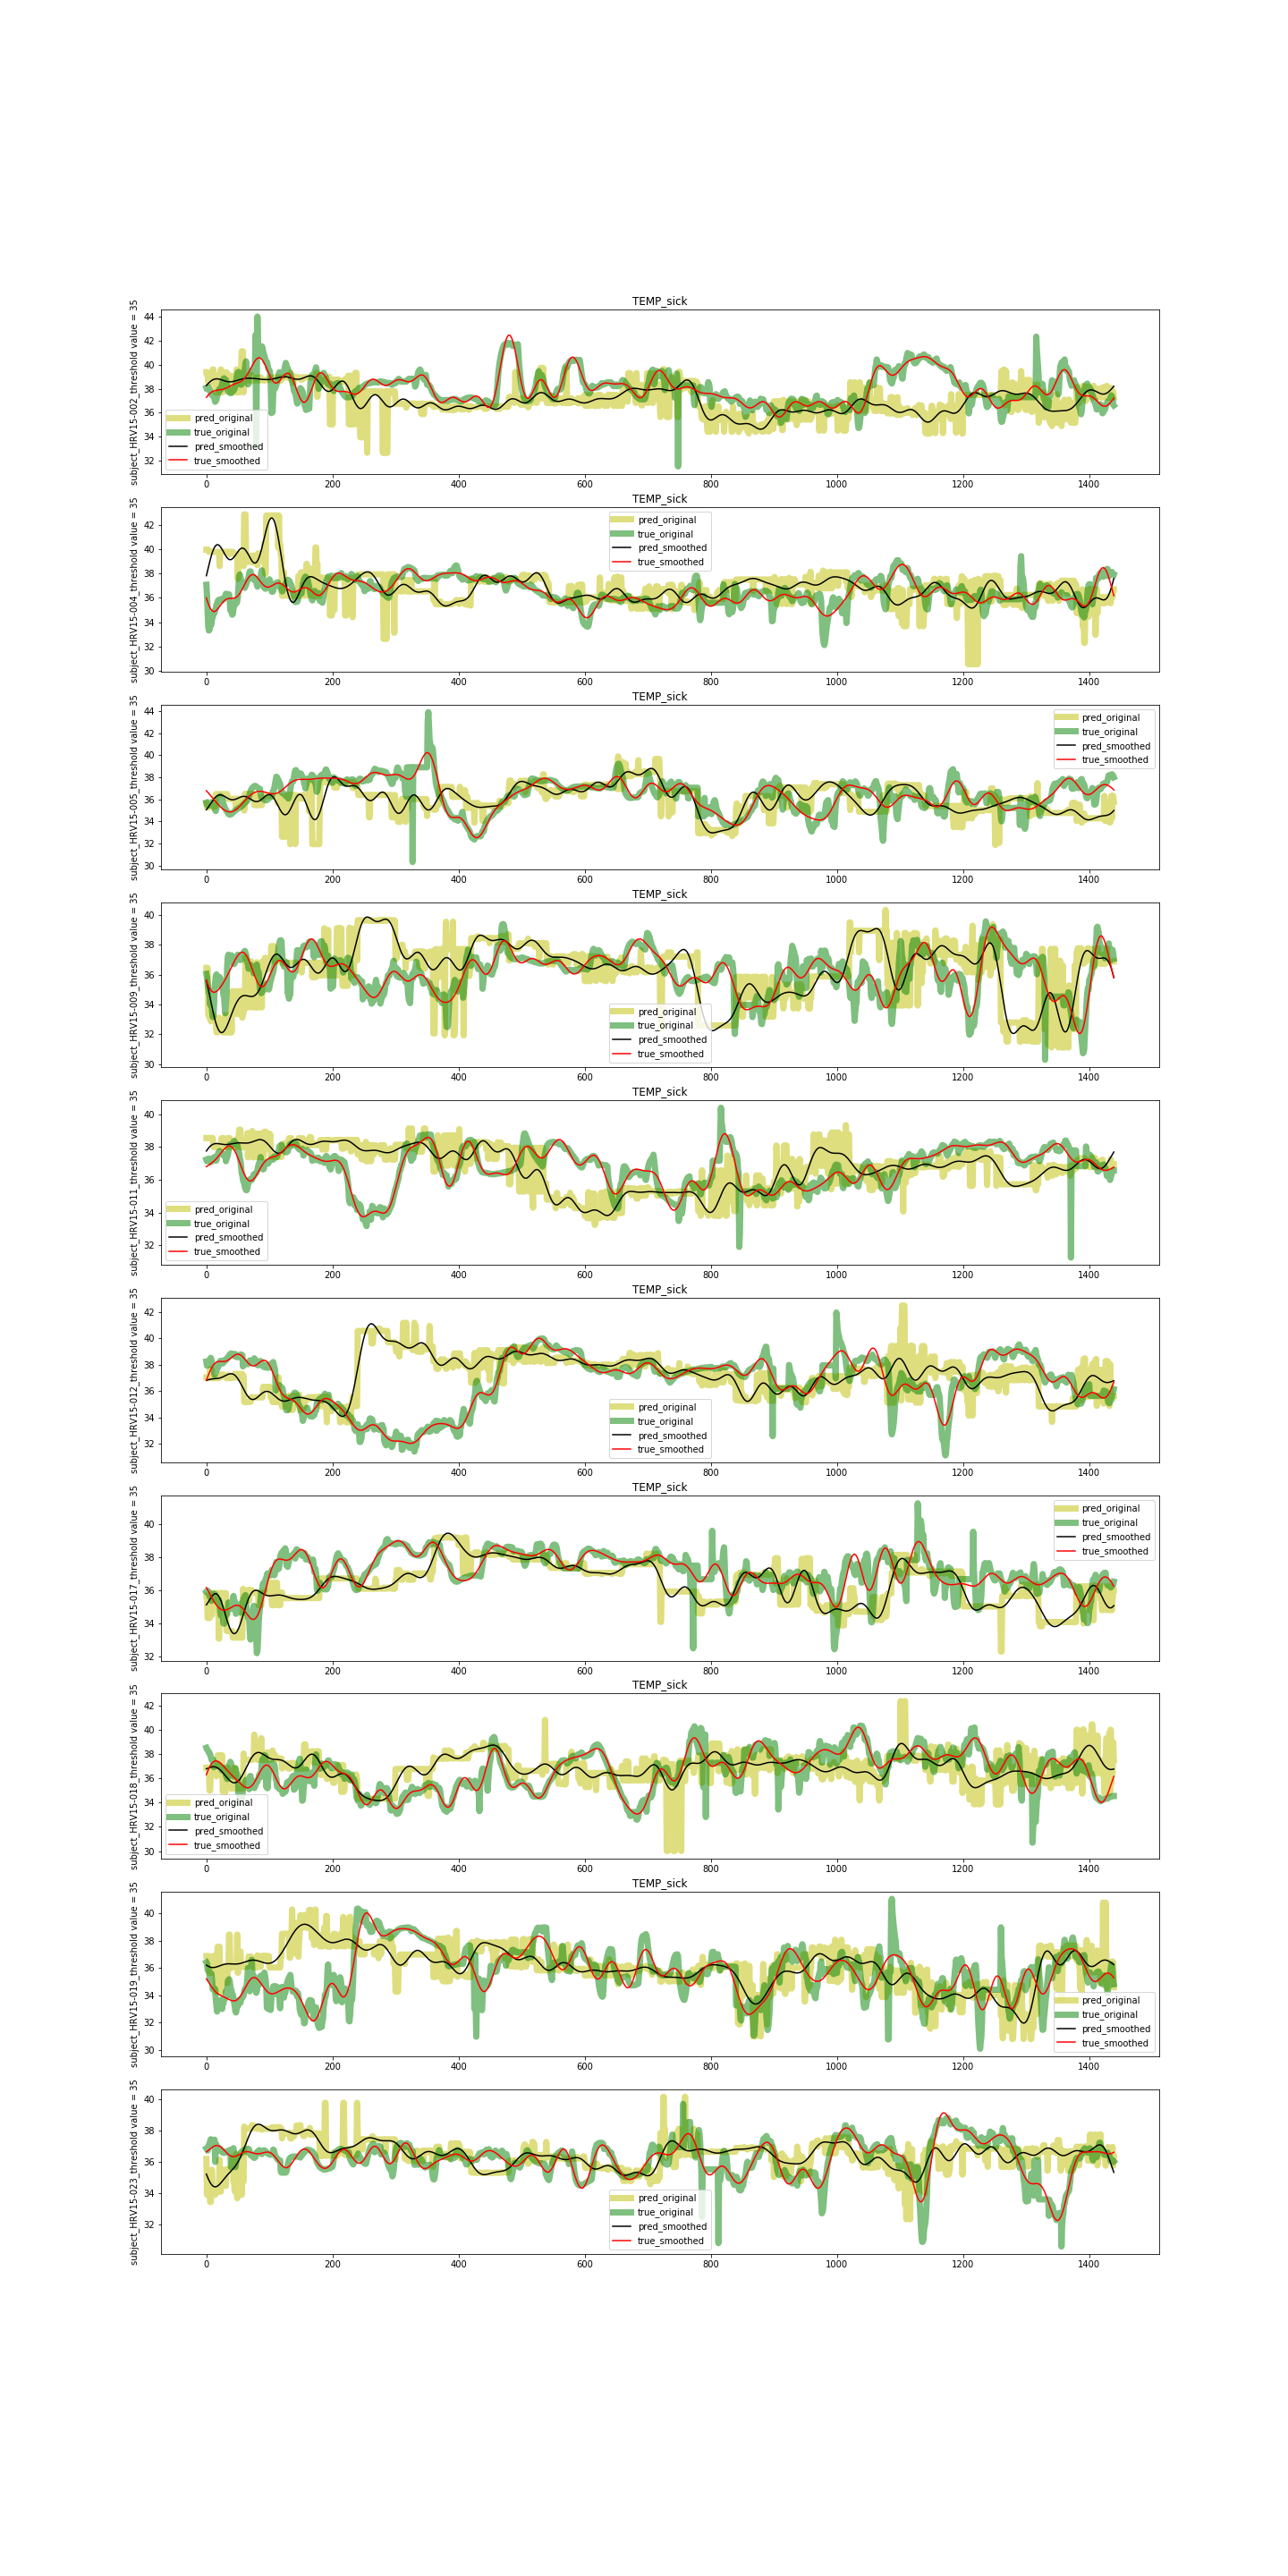 TEMP_sick
subject_HRV15-002_threshold value = 35
44
42
40
38
36
34
32
pred_original
true_original
pred_smoothed
true_smoothed
0 200 400 600 800 1000 1200 1400
TEMP_sick
subject_HRV15-004_threshold value = 35
42
40
38
36
34
32
30
pred_original
true_original
pred_smoothed
true_smoothed
0 200 400 600 800 1000 1200 1400
TEMP_sick
subject_HRV15-005_threshold value = 35
44
42
40
38
36
34
32
30
pred_original
true_original
pred_smoothed
true_smoothed
0 200 400 600 800 1000 1200 1400
TEMP_sick
subject_HRV15-009_threshold value = 35
40
38
36
34
32
30
pred_original
true_original
pred_smoothed
true_smoothed
0 200 400 600 800 1000 1200 1400
TEMP_sick
subject_HRV15-011_threshold value = 35
40
38
36
34
32
pred_original
true_original
pred_smoothed
true_smoothed
0 200 400 600 800 1000 1200 1400
TEMP_sick
subject_HRV15-012_threshold value = 35
42
40
38
36
34
32
pred_original
true_original
pred_smoothed
true_smoothed
0 200 400 600 800 1000 1200 1400
TEMP_sick
subject_HRV15-017_threshold value = 35
40
38
36
34
32
pred_original
true_original
pred_smoothed
true_smoothed
0 200 400 600 800 1000 1200 1400
TEMP_sick
subject_HRV15-018_threshold value = 35
42
40
38
36
34
32
30
pred_original
true_original
pred_smoothed
true_smoothed
0 200 400 600 800 1000 1200 1400
TEMP_sick
subject_HRV15-019_threshold value = 35
40
38
36
34
32
30
pred_original
true_original
pred_smoothed
true_smoothed
0 200 400 600 800 1000 1200 1400
subject_HRV15-023_threshold value = 35
40
38
36
34
32
pred_original
true_original
pred_smoothed
true_smoothed
0 200 400 600 800 1000 1200 1400